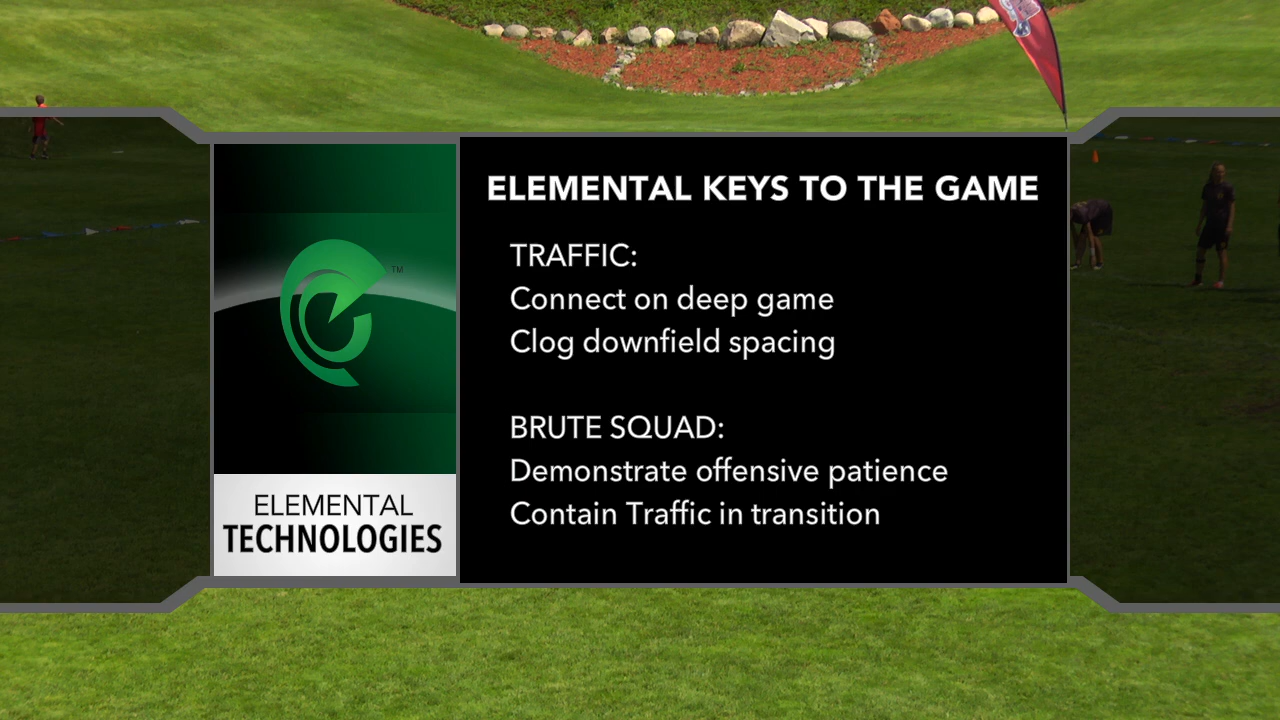 ELEMENTAL KEYS TO THE GAME
TRAFFIC:
Connect on deep game
Clog downfield spacing
BRUTE SQUAD:
Demonstrate offensive patience
Contain Traffic in transition
TM
ELEMENTAL
TECHNOLOGIES